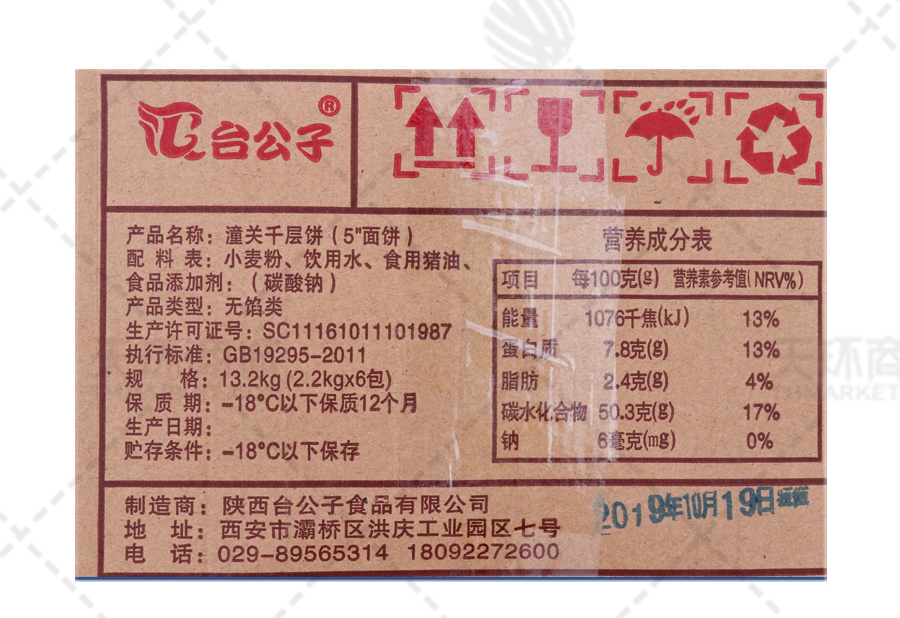 台公子®
产品名称：潼关千层饼（5"面饼）
配 料 表：小麦粉、饮用水、食用猪油、
食品添加剂：（碳酸钠）
产品类型：无馅类
生产许可证号：SC11161011101987
执行标准：GB19295-2011
规 格：13.2kg (2.2kgx6包)
保 质 期：-18°C以下保质12个月
生产日期：
贮存条件：-18°C以下保存
营养成分表
项目 每100克(g) 营养素参考值(NRV%)
能量 1076千焦(kJ) 13%
蛋白质 7.8克(g) 13%
脂肪 2.4克(g) 4%
碳水化合物 50.3克(g) 17%
钠 6毫克(mg) 0%
制造商：陕西台公子食品有限公司
地 址：西安市灞桥区洪庆工业园区七号
电 话：029-89565314 18092272600
2019年10月19日
天环商
MARKET